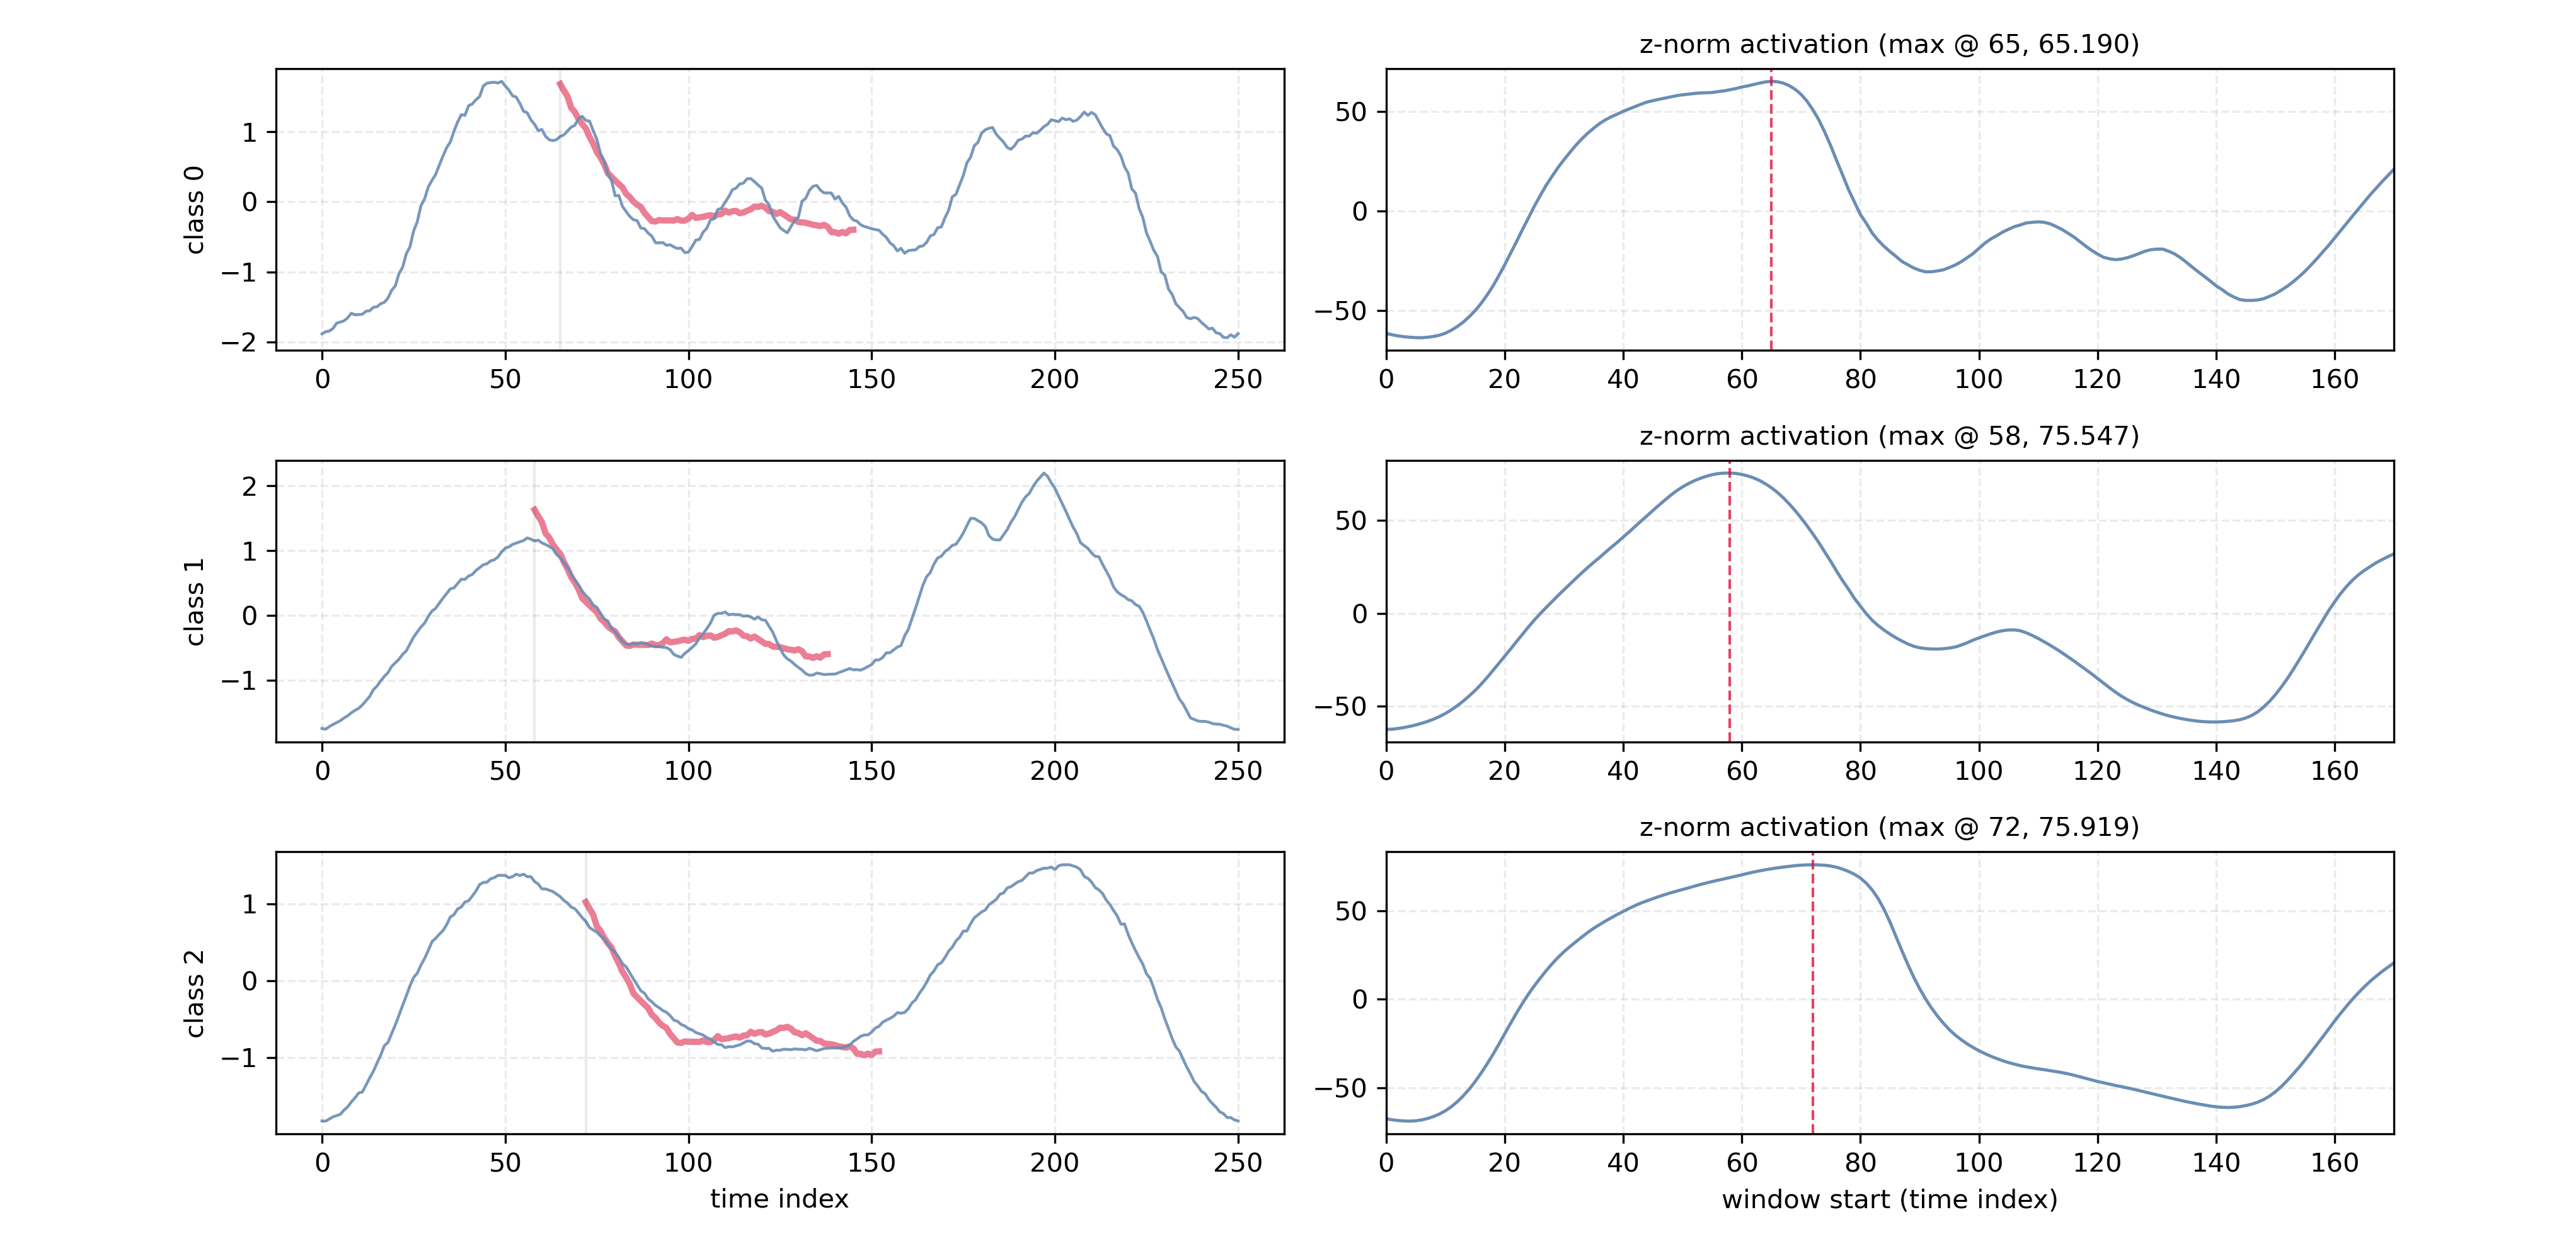 z-norm activation (max @ 65, 65.190)
class 0
1
0
−1
−2
0 50 100 150 200 250
50
0
−50
0 20 40 60 80 100 120 140 160
z-norm activation (max @ 58, 75.547)
class 1
2
1
0
−1
0 50 100 150 200 250
50
0
−50
0 20 40 60 80 100 120 140 160
z-norm activation (max @ 72, 75.919)
class 2
1
0
−1
0 50 100 150 200 250
time index
50
0
−50
0 20 40 60 80 100 120 140 160
window start (time index)